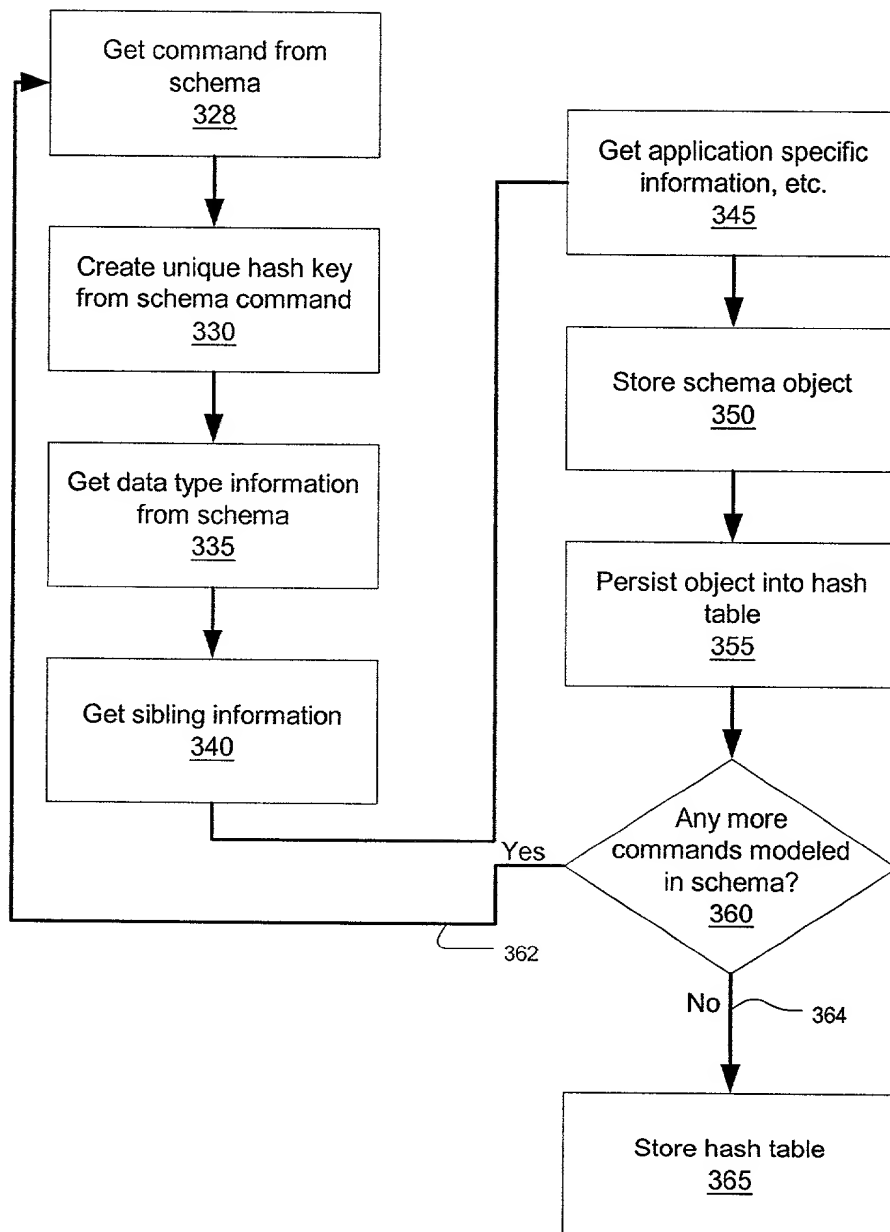 Get command from
schema
328
Create unique hash key
from schema command
330
Get data type information
from schema
335
Get sibling information
340
Get application specific
information, etc.
345
Store schema object
350
Persist object into hash
table
355
Any more
commands modeled
in schema?
360
Yes
362
No
364
Store hash table
365